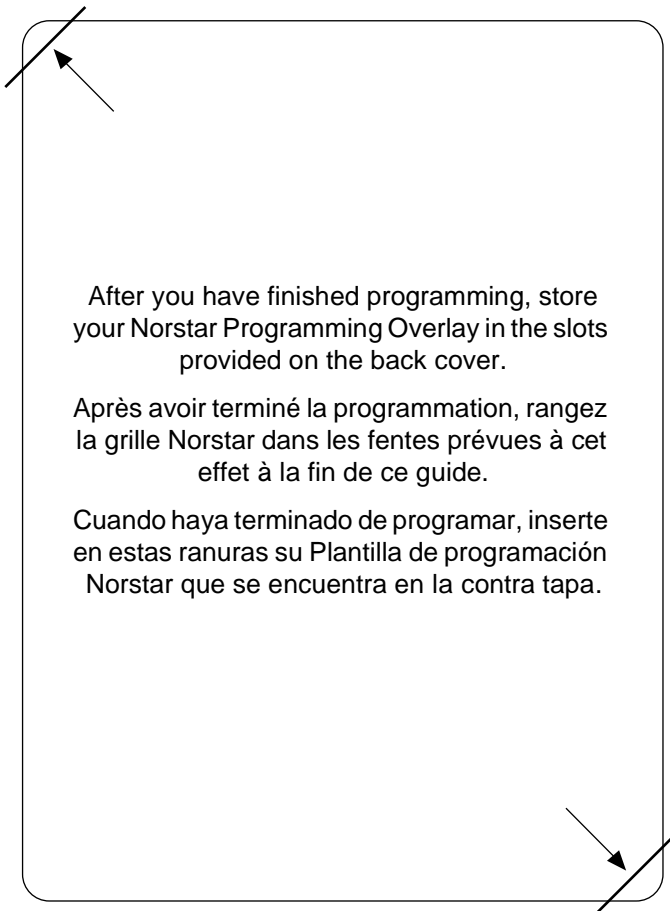 After you have finished programming, store
your Norstar Programming Overlay in the slots
provided on the back cover.
Après avoir terminé la programmation, rangez
la grille Norstar dans les fentes prévues à cet
effet à la fin de ce guide.
Cuando haya terminado de programar, inserte
en estas ranuras su Plantilla de programación
Norstar que se encuentra en la contra tapa.